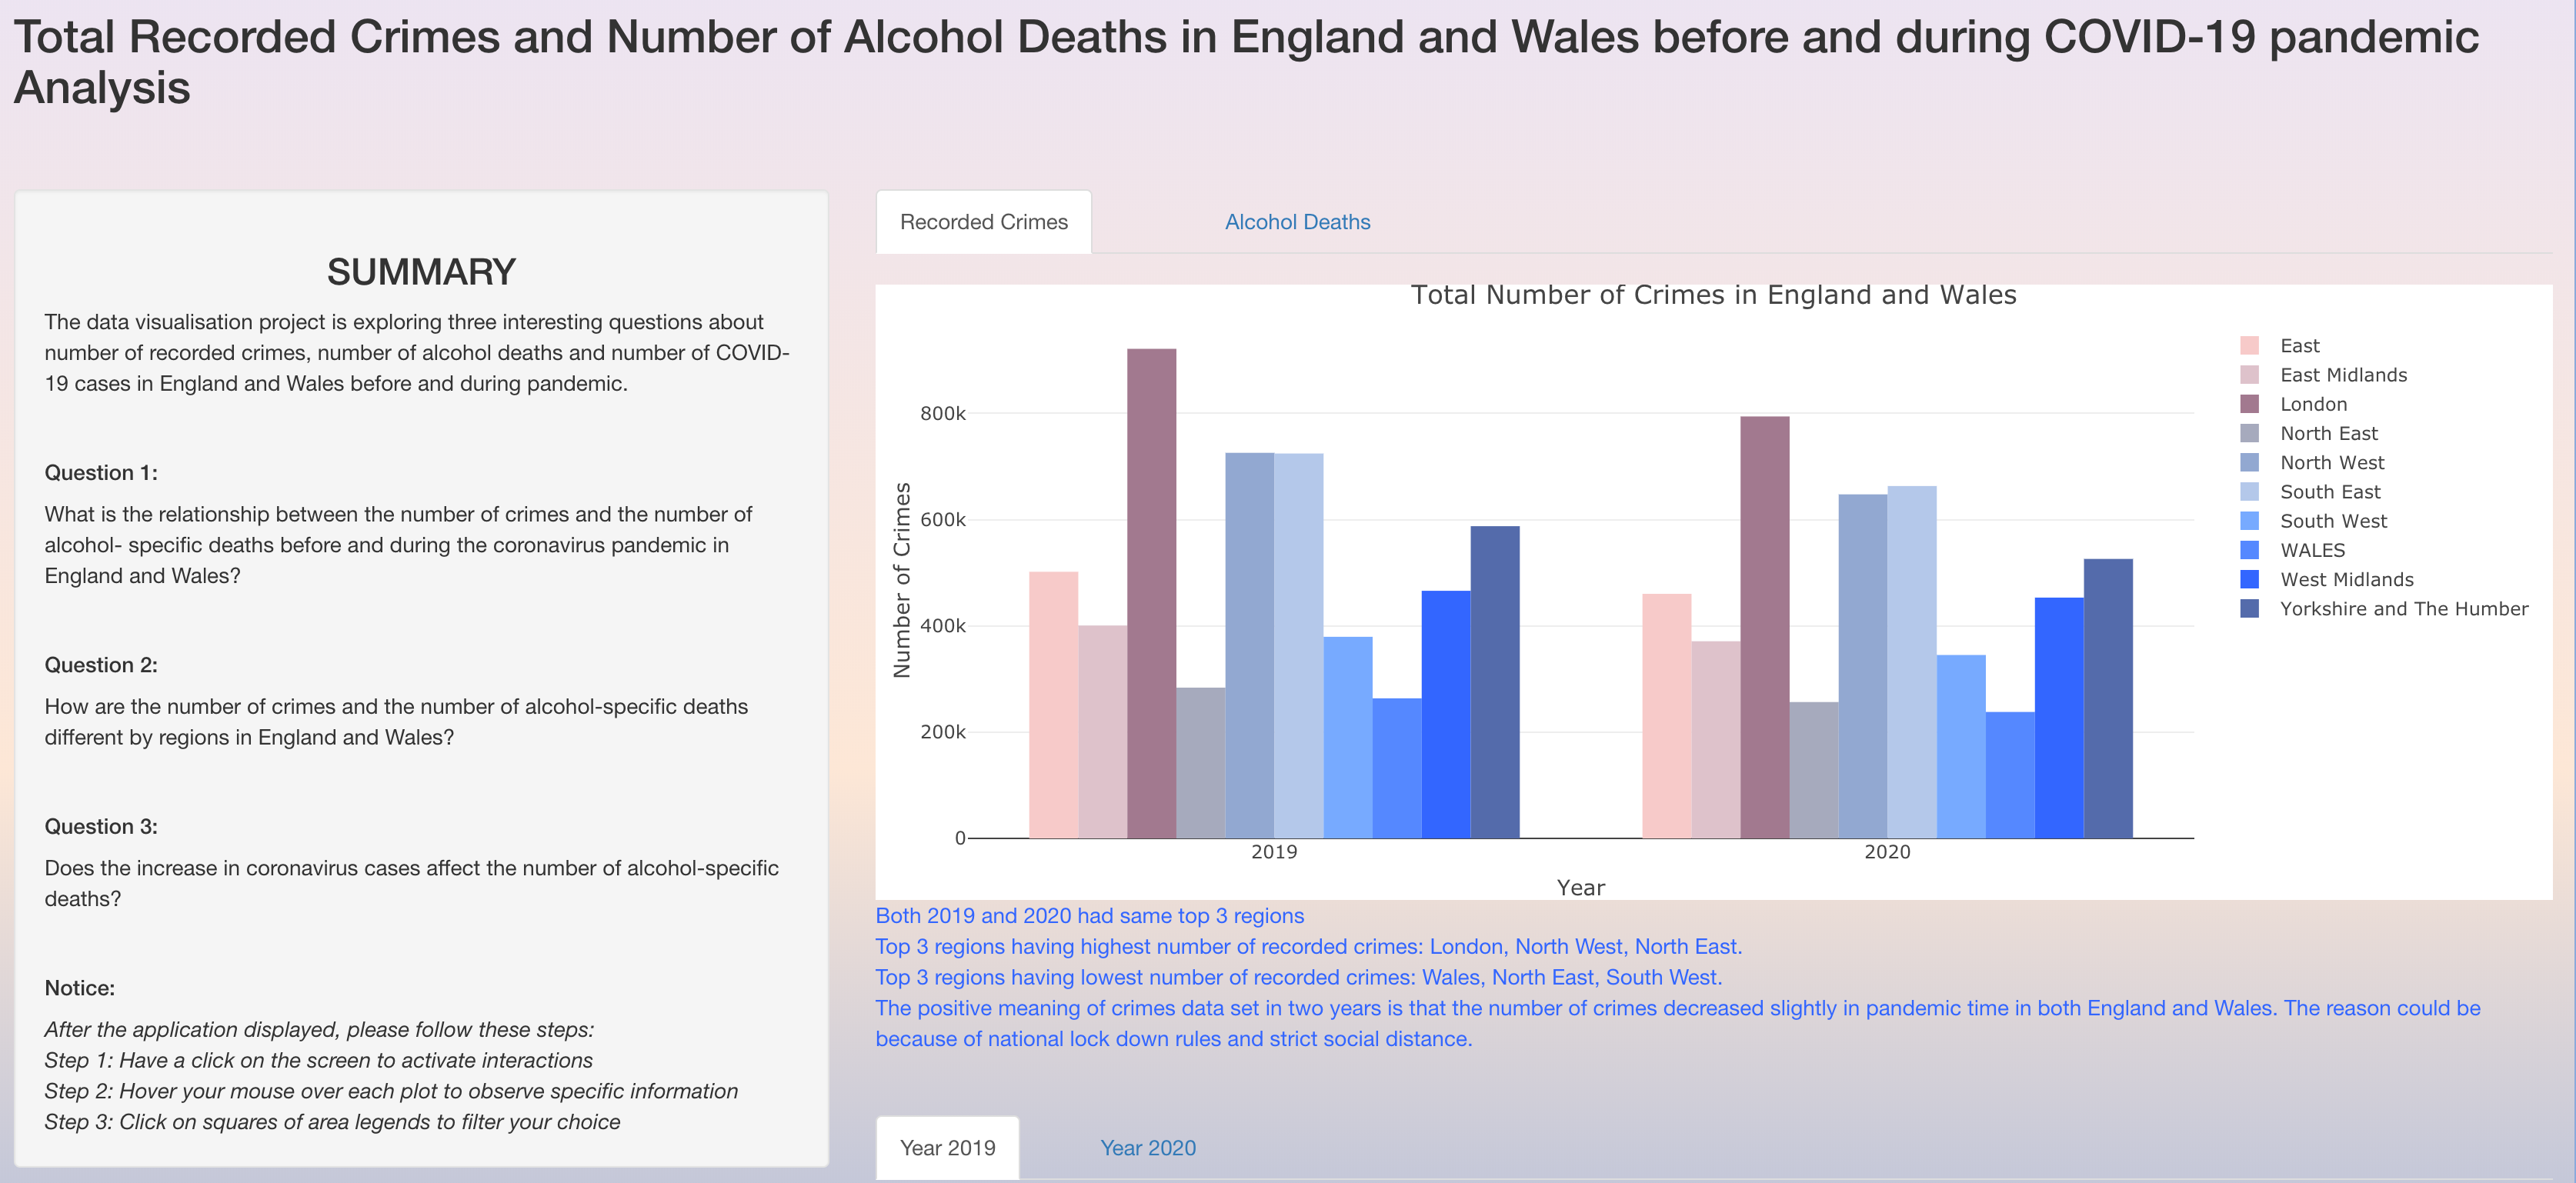 Total Recorded Crimes and Number of Alcohol Deaths in England and Wales before and during COVID-19 pandemic
Analysis
SUMMARY
The data visualisation project is exploring three interesting questions about
number of recorded crimes, number of alcohol deaths and number of COVID-
19 cases in England and Wales before and during pandemic.
Question 1:
What is the relationship between the number of crimes and the number of
alcohol- specific deaths before and during the coronavirus pandemic in
England and Wales?
Question 2:
How are the number of crimes and the number of alcohol-specific deaths
different by regions in England and Wales?
Question 3:
Does the increase in coronavirus cases affect the number of alcohol-specific
deaths?
Notice:
After the application displayed, please follow these steps:
Step 1: Have a click on the screen to activate interactions
Step 2: Hover your mouse over each plot to observe specific information
Step 3: Click on squares of area legends to filter your choice
Recorded Crimes
Alcohol Deaths
Total Number of Crimes in England and Wales
Number of Crimes
800k
600k
400k
200k
0
2019
2020
Year
East
East Midlands
London
North East
North West
South East
South West
WALES
West Midlands
Yorkshire and The Humber
Both 2019 and 2020 had same top 3 regions
Top 3 regions having highest number of recorded crimes: London, North West, North East.
Top 3 regions having lowest number of recorded crimes: Wales, North East, South West.
The positive meaning of crimes data set in two years is that the number of crimes decreased slightly in pandemic time in both England and Wales. The reason could be
because of national lock down rules and strict social distance.
Year 2019
Year 2020